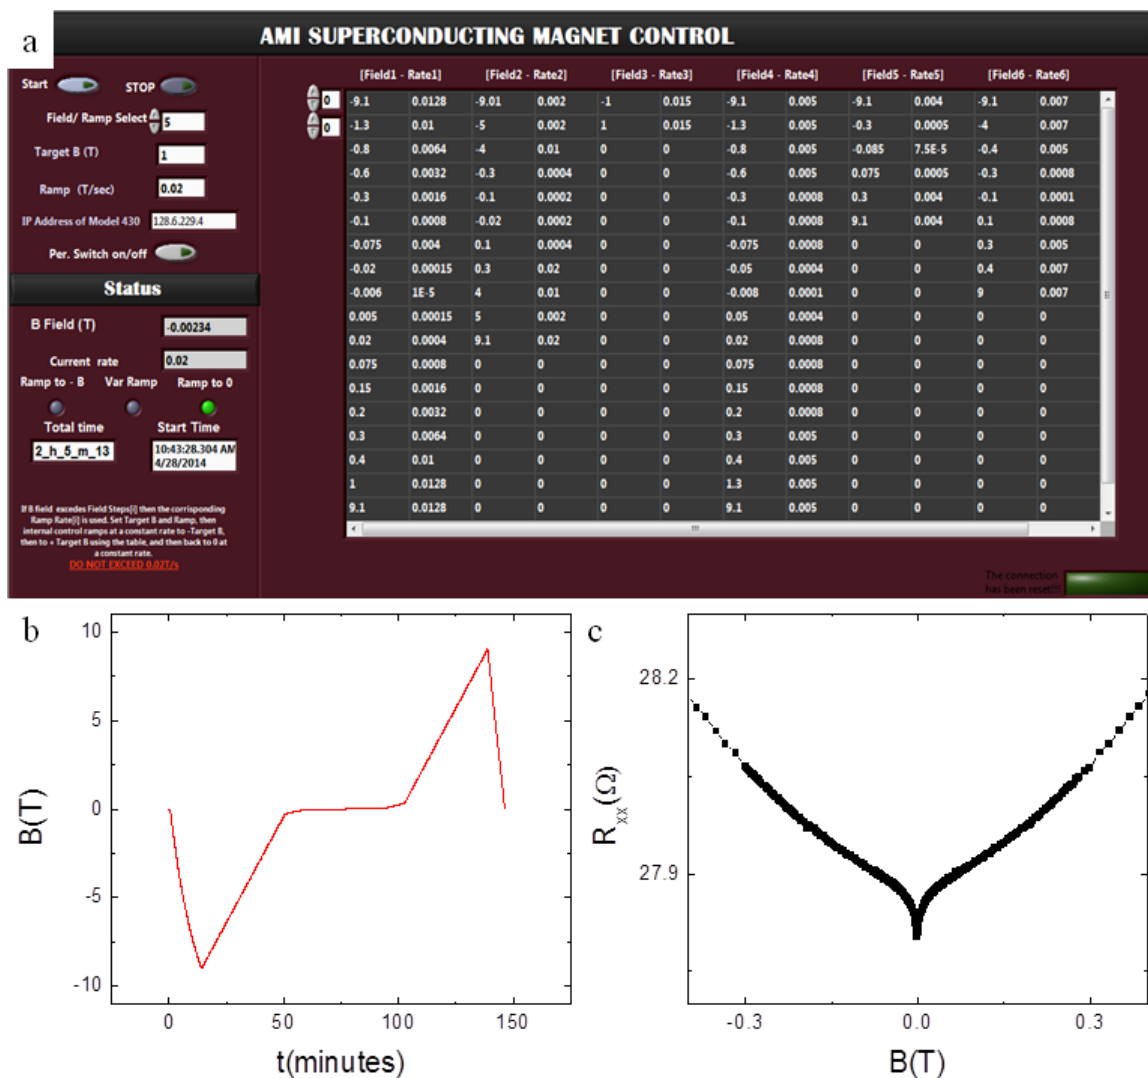 a
AMI SUPERCONDUCTING MAGNET CONTROL
Start STOP
Field/ Ramp Select 5
Target B (T) 1
Ramp (T/sec) 0.02
IP Address of Model 430 128.6.229.4
Per. Switch on/off
Status
B Field (T) -0.00234
Current rate 0.02
Ramp to - B Var Ramp Ramp to 0
Total time Start Time
2_h_5_m_13 10:43:28.304 AM
4/28/2014
If B field excedes Field Steps[i] then the corrisponding
Ramp Rate[i] is used. Set Target B and Ramp, then
internal control ramps at a constant rate to -Target B,
then to + Target B using the table, and then back to 0 at
a constant rate.
DO NOT EXCEED 0.02T/s
[Field1 - Rate1] [Field2 - Rate2] [Field3 - Rate3] [Field4 - Rate4] [Field5 - Rate5] [Field6 - Rate6]
0 -9.1 0.0128 -9.01 0.002 -1 0.015 -9.1 0.005 -9.1 0.004 -9.1 0.007
0 -1.3 0.01 -5 0.002 1 0.015 -1.3 0.005 -0.3 0.0005 -4 0.007
-0.8 0.0064 -4 0.01 0 0 -0.8 0.005 -0.085 7.5E-5 -0.4 0.005
-0.6 0.0032 -0.3 0.0004 0 0 -0.6 0.005 0.075 0.0005 -0.3 0.0008
-0.3 0.0016 -0.1 0.0002 0 0 -0.3 0.0008 0.3 0.004 -0.1 0.0001
-0.1 0.0008 -0.02 0.0002 0 0 -0.1 0.0008 9.1 0.004 0.1 0.0008
-0.075 0.004 0.1 0.0004 0 0 -0.075 0.0008 0 0 0.3 0.005
-0.02 0.00015 0.3 0.02 0 0 -0.05 0.0004 0 0 0.4 0.007
-0.006 1E-5 4 0.01 0 0 -0.008 0.0001 0 0 9 0.007
0.005 0.00015 5 0.002 0 0 0.05 0.0004 0 0 0 0
0.02 0.0004 9.1 0.02 0 0 0.02 0.0008 0 0 0 0
0.075 0.0008 0 0 0 0 0.075 0.0008 0 0 0 0
0.15 0.0016 0 0 0 0 0.15 0.0008 0 0 0 0
0.2 0.0032 0 0 0 0 0.2 0.0008 0 0 0 0
0.3 0.0064 0 0 0 0 0.3 0.005 0 0 0 0
0.4 0.01 0 0 0 0 0.4 0.005 0 0 0 0
1 0.0128 0 0 0 0 1.3 0.005 0 0 0 0
9.1 0.0128 0 0 0 0 9.1 0.005 0 0 0 0
The connection
has been reset!!!!
b
10
5
0
-5
-10
B(T)
0 50 100 150
t(minutes)
c
28.2
27.9
Rxx(Ω)
-0.3 0.0 0.3
B(T)